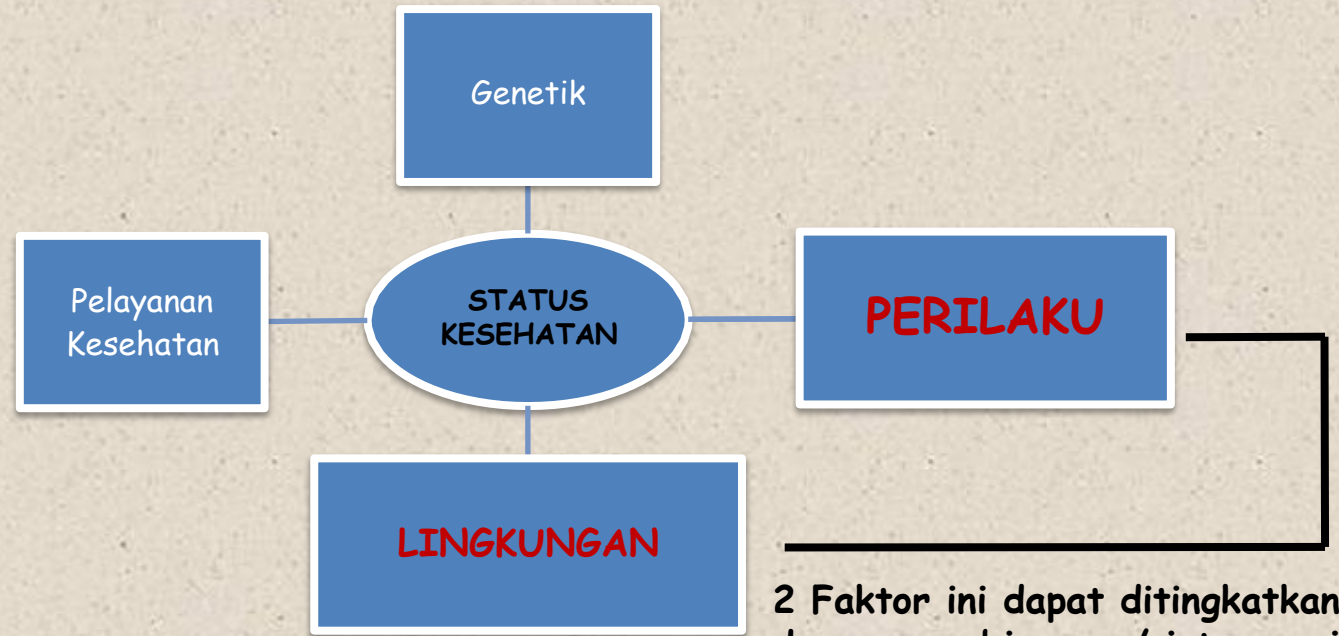 Genetik
Pelayanan
Kesehatan
STATUS
KESEHATAN
PERILAKU
LINGKUNGAN
2 Faktor ini dapat ditingkatkan